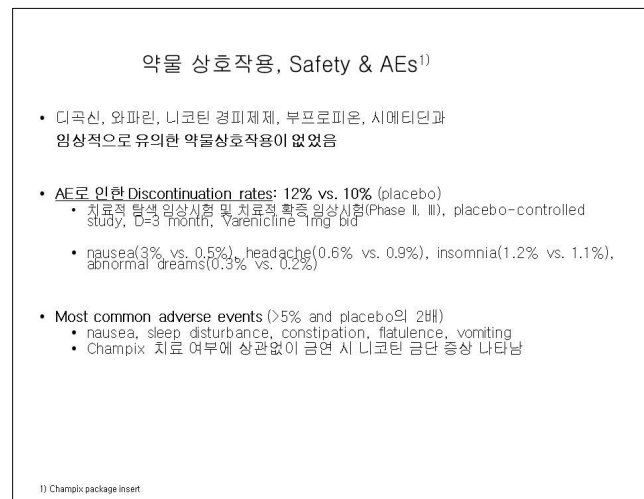 약물 상호작용, Safety & AEs1)
• 디곡신, 와파린, 니코틴 경피제제, 부프로피온, 시메티딘과
임상적으로 유의한 약물상호작용이 없었음
• AE로 인한 Discontinuation rates: 12% vs. 10% (placebo)
• 치료적 탐색 임상시험 및 치료적 확증 임상시험(Phase II, III), placebo-controlled
study, D=3 month, Varenicline 1mg bid
• nausea(3% vs. 0.5%), headache(0.6% vs. 0.9%), insomnia(1.2% vs. 1.1%),
abnormal dreams(0.3% vs. 0.2%)
• Most common adverse events (>5% and placebo의 2배)
• nausea, sleep disturbance, constipation, flatulence, vomiting
• Champix 치료 여부에 상관없이 금연 시 니코틴 금단 증상 나타남
1) Champix package insert